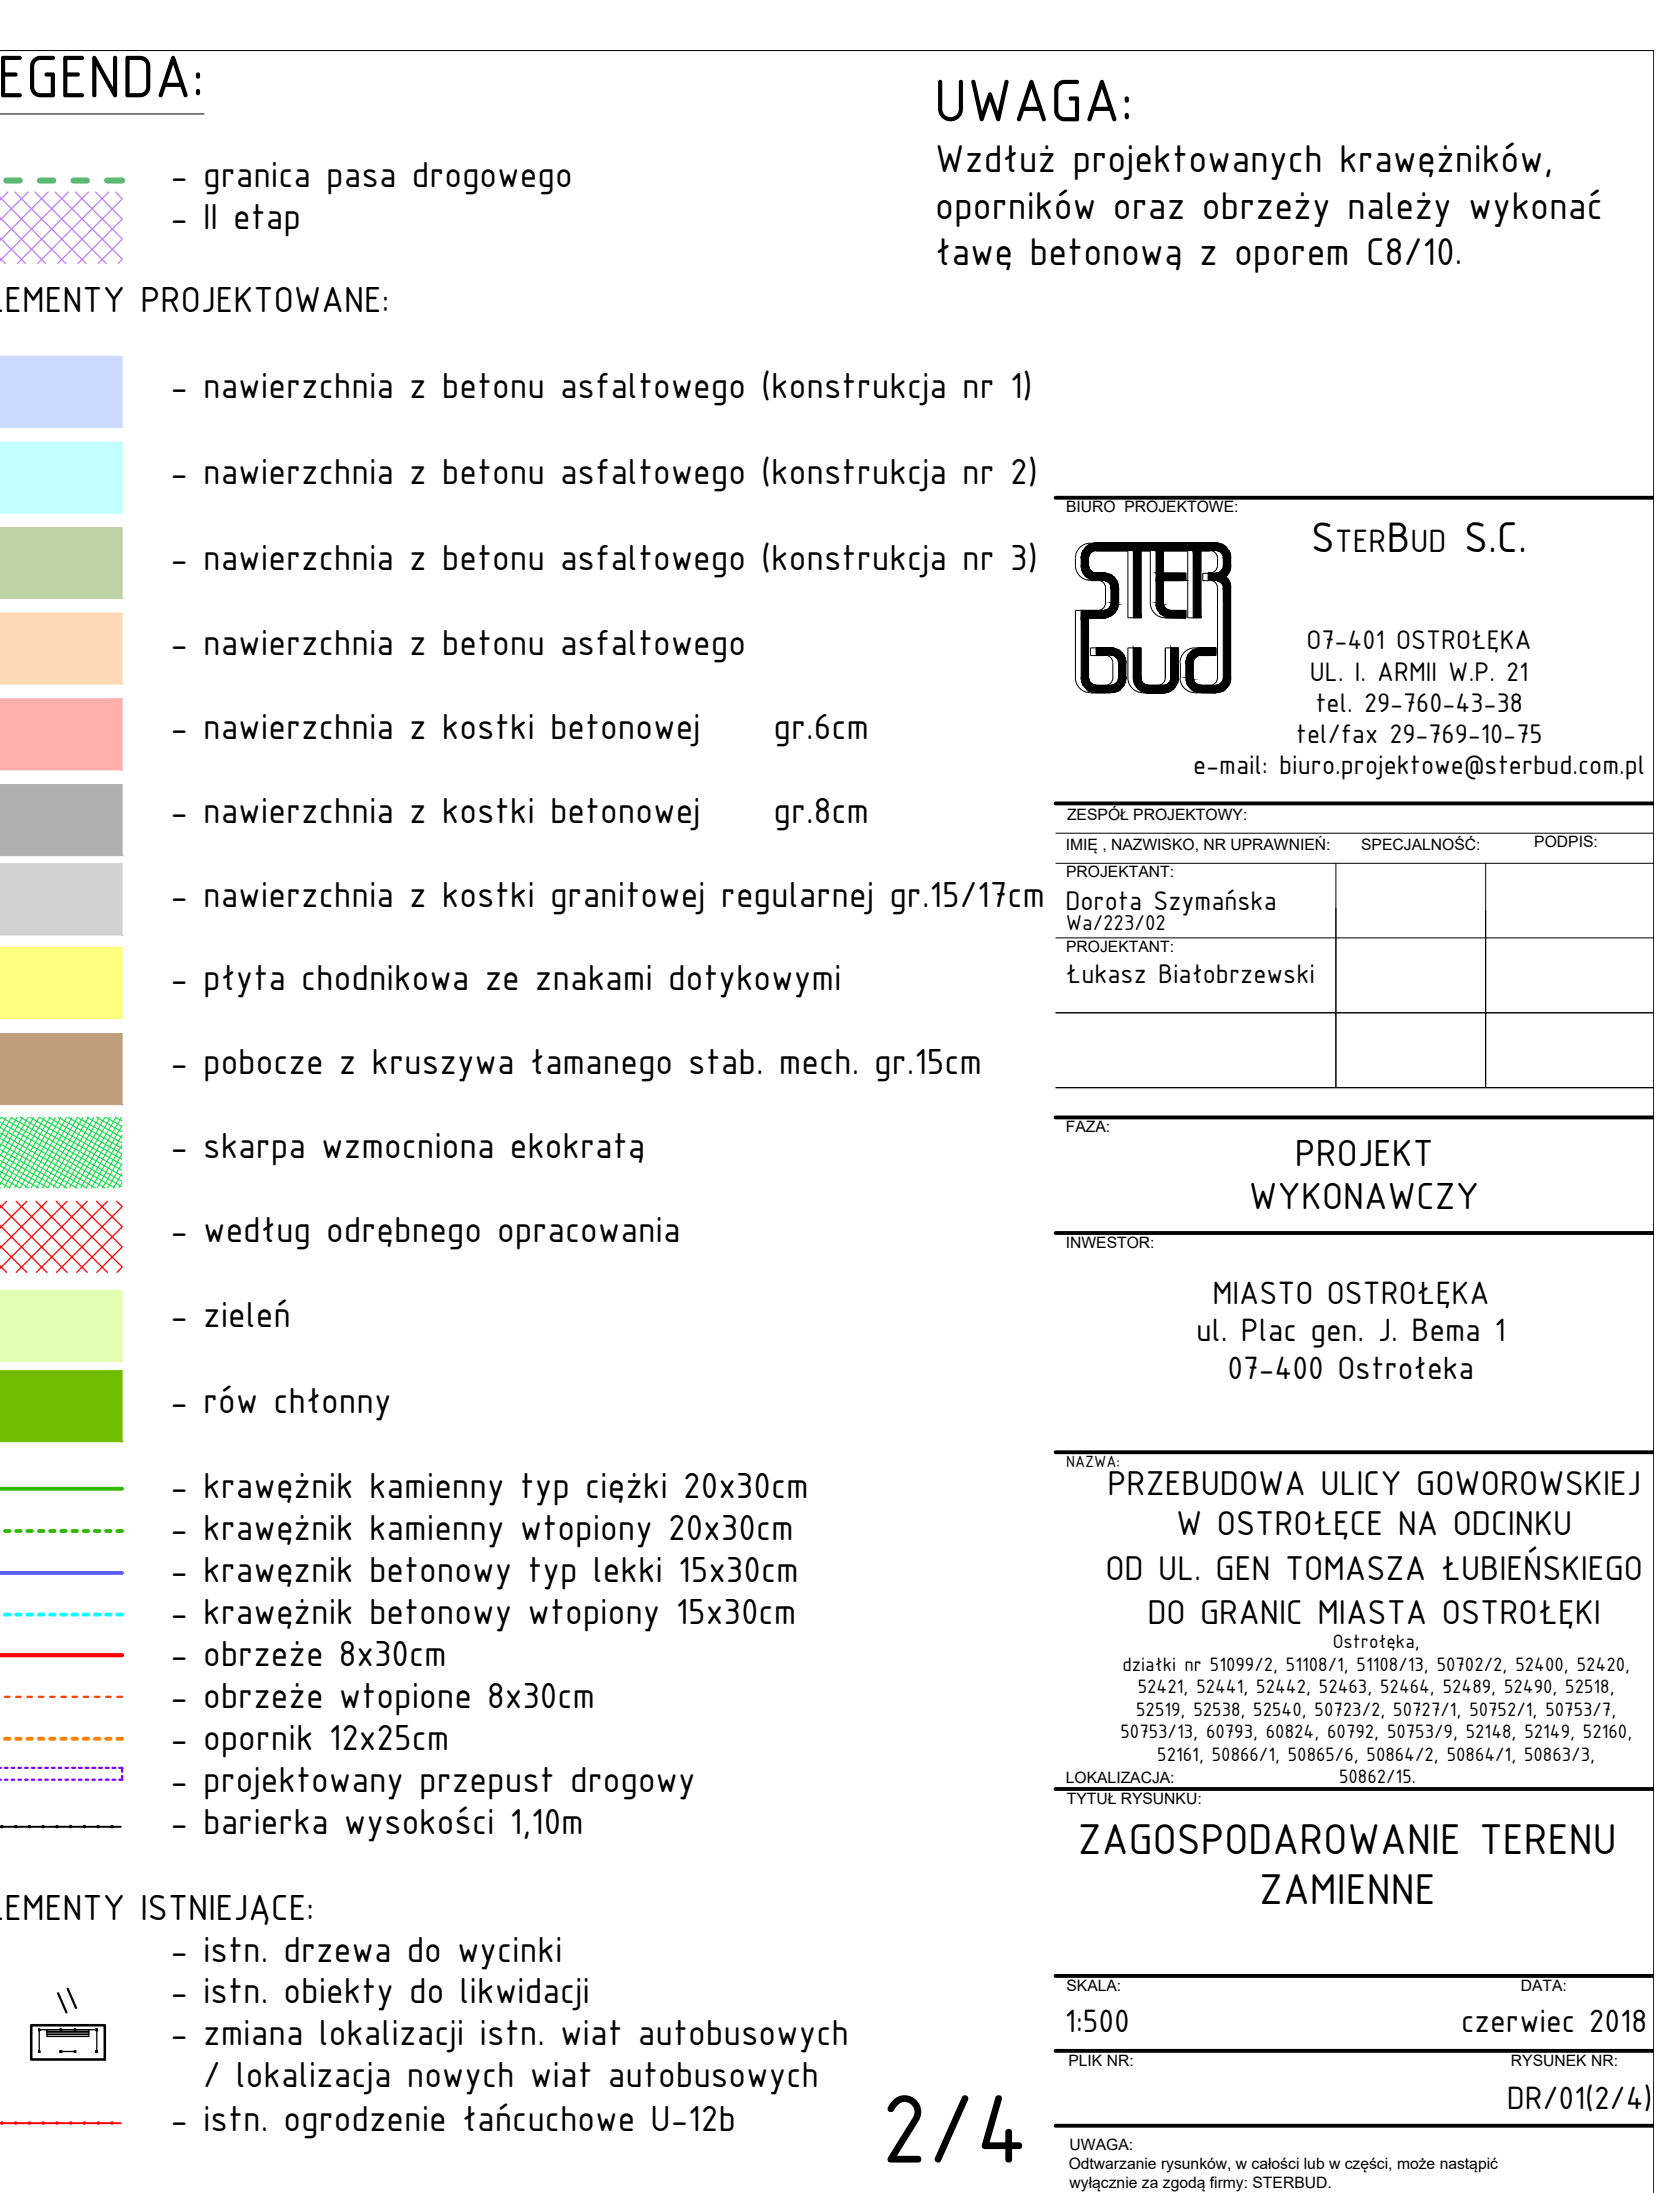 EGENDA:
- granica pasa drogowego
- II etap
LEMENTY PROJEKTOWANE:
- nawierzchnia z betonu asfaltowego (konstrukcja nr 1)
- nawierzchnia z betonu asfaltowego (konstrukcja nr 2)
- nawierzchnia z betonu asfaltowego (konstrukcja nr 3)
- nawierzchnia z betonu asfaltowego
- nawierzchnia z kostki betonowej gr.6cm
- nawierzchnia z kostki betonowej gr.8cm
- nawierzchnia z kostki granitowej regularnej gr.15/17cm
- płyta chodnikowa ze znakami dotykowymi
- pobocze z kruszywa łamanego stab. mech. gr.15cm
- skarpa wzmocniona ekokratą
- według odrębnego opracowania
- zieleń
- rów chłonny
- krawężnik kamienny typ ciężki 20x30cm
- krawężnik kamienny wtopiony 20x30cm
- krawęznik betonowy typ lekki 15x30cm
- krawężnik betonowy wtopiony 15x30cm
- obrzeże 8x30cm
- obrzeże wtopione 8x30cm
- opornik 12x25cm
- projektowany przepust drogowy
- barierka wysokości 1,10m
LEMENTY ISTNIEJĄCE:
- istn. drzewa do wycinki
- istn. obiekty do likwidacji
- zmiana lokalizacji istn. wiat autobusowych
/ lokalizacja nowych wiat autobusowych
- istn. ogrodzenie łańcuchowe U-12b
2/4
UWAGA:
Wzdłuż projektowanych krawężników,
oporników oraz obrzeży należy wykonać
ławę betonową z oporem C8/10.
BIURO PROJEKTOWE:
STER
bud
STERBUD S.C.
07-401 OSTROŁĘKA
UL. I. ARMII W.P. 21
tel. 29-760-43-38
tel/fax 29-769-10-75
e-mail: biuro.projektowe@sterbud.com.pl
ZESPÓŁ PROJEKTOWY:
IMIĘ , NAZWISKO, NR UPRAWNIEŃ: SPECJALNOŚĆ: PODPIS:
PROJEKTANT:
Dorota Szymańska
Wa/223/02
PROJEKTANT:
Łukasz Białobrzewski
FAZA:
PROJEKT
WYKONAWCZY
INWESTOR:
MIASTO OSTROŁĘKA
ul. Plac gen. J. Bema 1
07-400 Ostrołeka
NAZWA:
PRZEBUDOWA ULICY GOWOROWSKIEJ
W OSTROŁĘCE NA ODCINKU
OD UL. GEN TOMASZA ŁUBIEŃSKIEGO
DO GRANIC MIASTA OSTROŁĘKI
Ostrołęka,
działki nr 51099/2, 51108/1, 51108/13, 50702/2, 52400, 52420,
52421, 52441, 52442, 52463, 52464, 52489, 52490, 52518,
52519, 52538, 52540, 50723/2, 50727/1, 50752/1, 50753/7,
50753/13, 60793, 60824, 60792, 50753/9, 52148, 52149, 52160,
52161, 50866/1, 50865/6, 50864/2, 50864/1, 50863/3,
50862/15.
LOKALIZACJA:
TYTUŁ RYSUNKU:
ZAGOSPODAROWANIE TERENU
ZAMIENNE
SKALA: DATA:
1:500 czerwiec 2018
PLIK NR: RYSUNEK NR:
DR/01(2/4)
UWAGA:
Odtwarzanie rysunków, w całości lub w części, może nastąpić
wyłącznie za zgodą firmy: STERBUD.